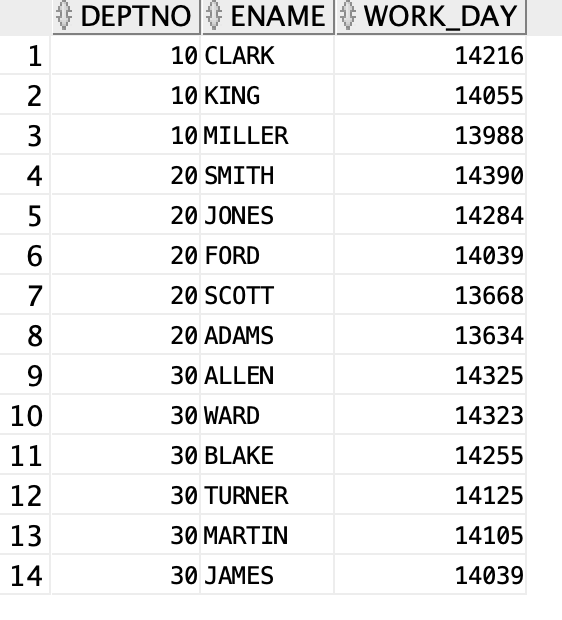 DEPTNO ENAME WORK_DAY
1 10 CLARK 14216
2 10 KING 14055
3 10 MILLER 13988
4 20 SMITH 14390
5 20 JONES 14284
6 20 FORD 14039
7 20 SCOTT 13668
8 20 ADAMS 13634
9 30 ALLEN 14325
10 30 WARD 14323
11 30 BLAKE 14255
12 30 TURNER 14125
13 30 MARTIN 14105
14 30 JAMES 14039